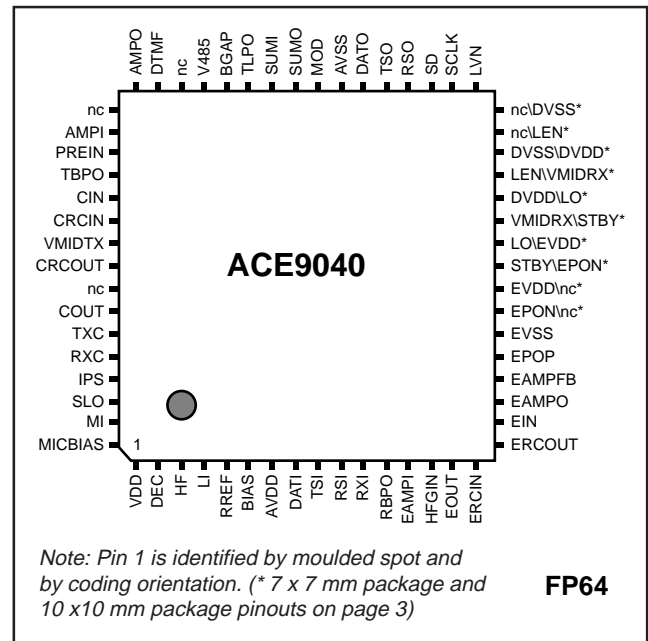 AMPO
DTMF
nc
V485
BGAP
TLPO
SUMI
SUMO
MOD
AVSS
DATO
TSO
RSO
SD
SCLK
LVN
nc
AMPI
PREIN
TBPO
CIN
CRCIN
VMIDTX
CRCOUT
nc
COUT
TXC
RXC
IPS
SLO
MI
MICBIAS
ACE9040
1
nc\DVSS*
nc\LEN*
DVSS\DVDD*
LEN\VMIDRX*
DVDD\LO*
VMIDRX\STBY*
LO\EVDD*
STBY\EPON*
EVDD\nc*
EPON\nc*
EVSS
EPOP
EAMPFB
EAMPO
EIN
ERCOUT
VDD
DEC
HF
LI
RREF
BIAS
AVDD
DATI
TSI
RSI
RXI
RBPO
EAMPI
HFGIN
EOUT
ERCIN
Note: Pin 1 is identified by moulded spot and
by coding orientation. (* 7 x 7 mm package and
10 x10 mm package pinouts on page 3)
FP64